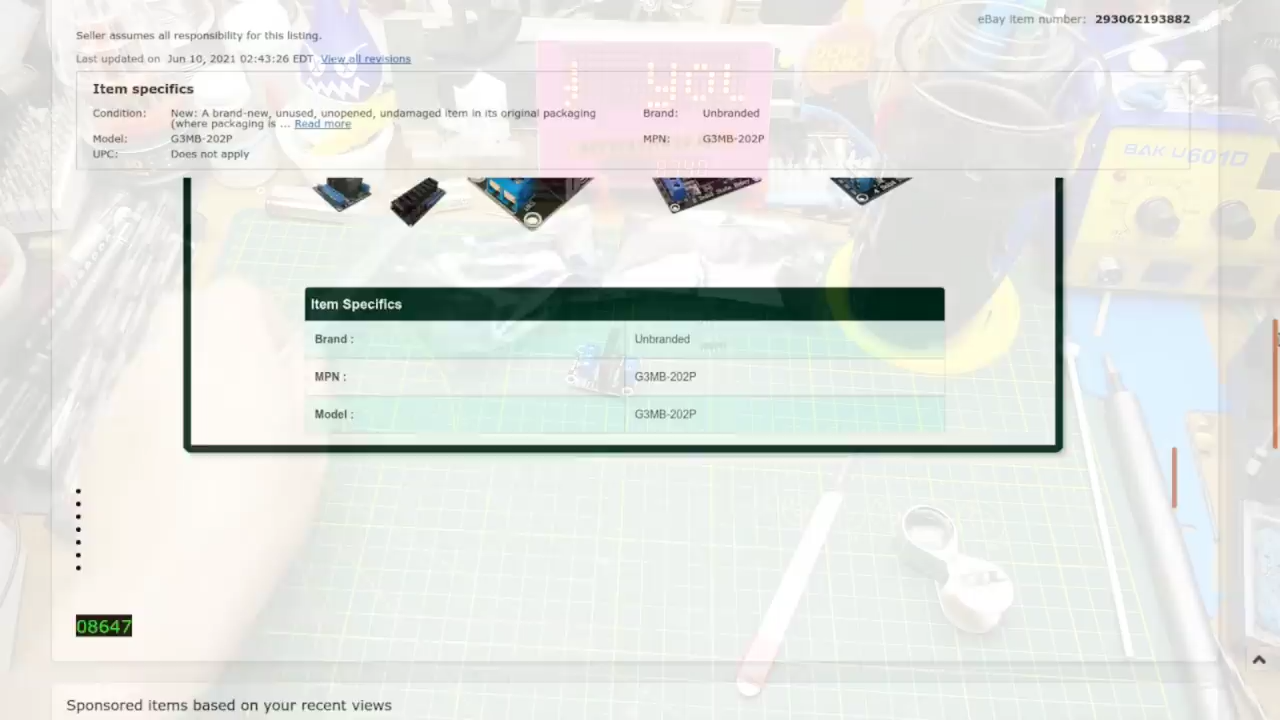 eBay item number: 293062193882
Seller assumes all responsibility for this listing.
Last updated on Jun 10, 2021 02:43:26 EDT View all revisions
Item specifics
Condition: New: A brand-new, unused, unopened, undamaged item in its original packaging (where packaging is ... Read more
Brand: Unbranded
Model: G3MB-202P
MPN: G3MB-202P
UPC: Does not apply
BAKU 601D
Item Specifics
Brand : Unbranded
MPN : G3MB-202P
Model : G3MB-202P
08647
Sponsored items based on your recent views